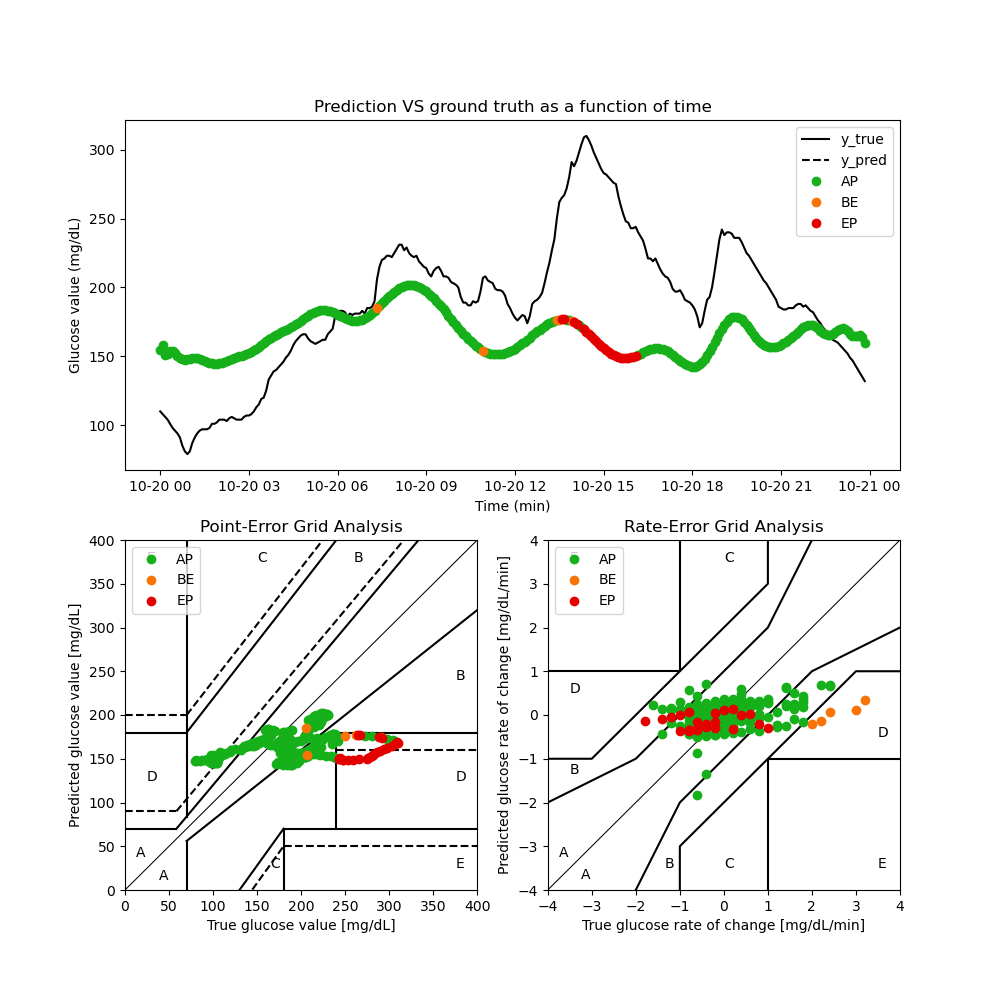 Prediction VS ground truth as a function of time
Glucose value (mg/dL)
300
250
200
150
100
y_true
y_pred
AP
BE
EP
10-20 00 10-20 03 10-20 06 10-20 09 10-20 12 10-20 15 10-20 18 10-20 21 10-21 00
Time (min)
Point-Error Grid Analysis
Predicted glucose value [mg/dL]
400
350
300
250
200
150
100
50
0
AP
BE
EP
C
B
B
D
D
A
A
C
E
0 50 100 150 200 250 300 350 400
True glucose value [mg/dL]
Rate-Error Grid Analysis
Predicted glucose rate of change [mg/dL/min]
4
3
2
1
0
−1
−2
−3
−4
AP
BE
EP
C
D
D
B
A
A
B
C
E
−4 −3 −2 −1 0 1 2 3 4
True glucose rate of change [mg/dL/min]